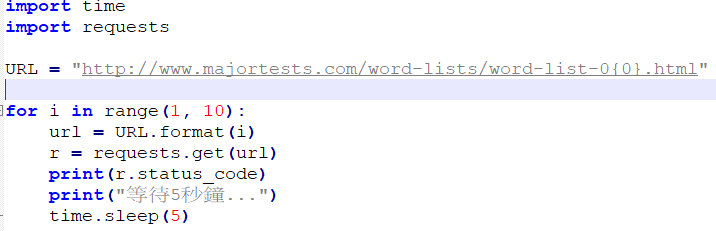 import time
import requests

URL = "http://www.majortests.com/word-lists/word-list-0{0}.html"

for i in range(1, 10):
    url = URL.format(i)
    r = requests.get(url)
    print(r.status_code)
    print("等待5秒鐘...")
    time.sleep(5)